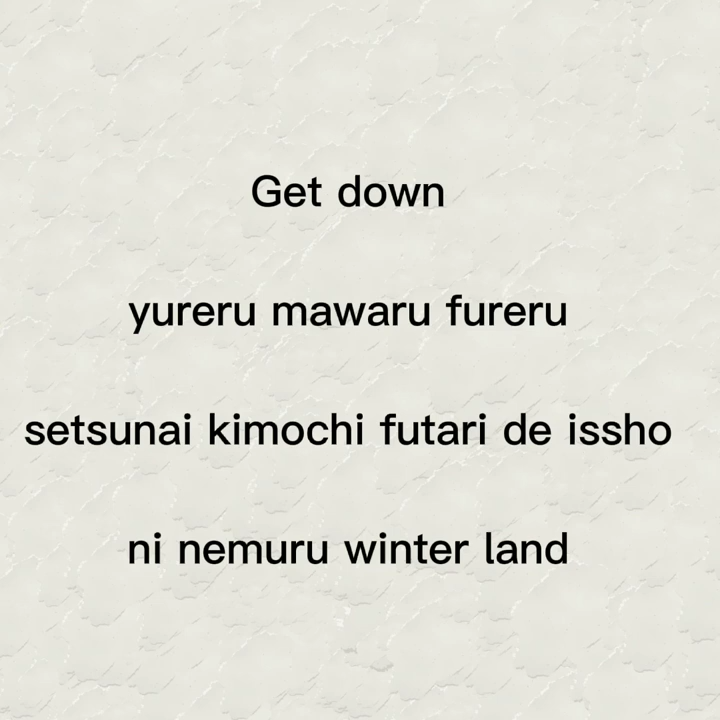 Get down
yureru mawaru fureru
setsunai kimochi futari de issho
ni nemuru winter land